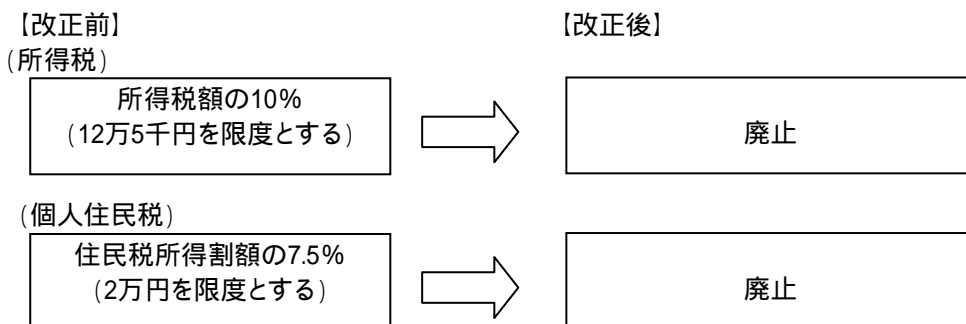 【改正前】 【改正後】
(所得税)
所得税額の10%
(12万5千円を限度とする)
廃止
(個人住民税)
住民税所得割額の7.5%
(2万円を限度とする)
廃止